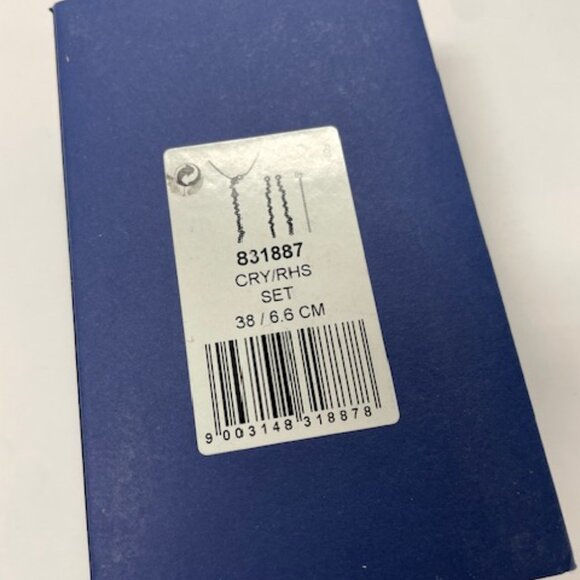 831887
CRY/RHS
SET
38 / 6.6 CM
9 003148 318878